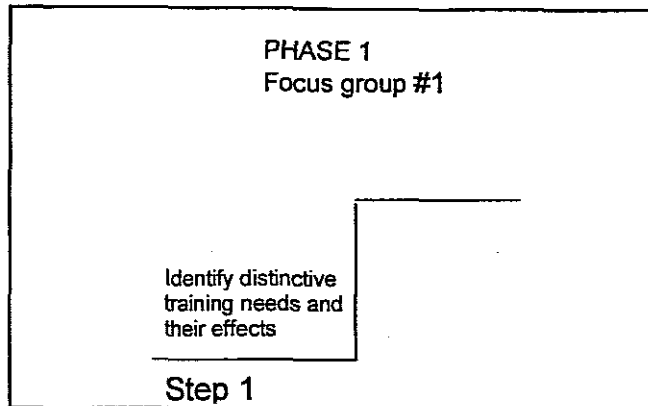 PHASE 1
Focus group #1
Identify distinctive
training needs and
their effects
Step 1